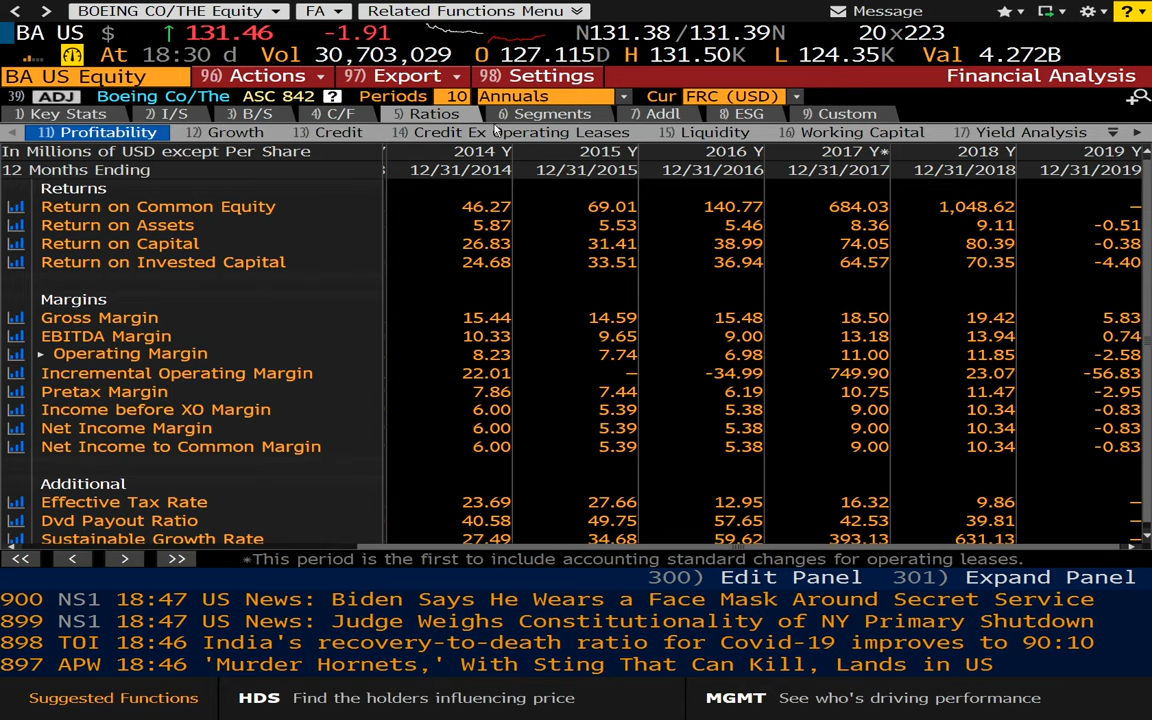 BOEING CO/THE Equity FA Related Functions Menu Message ?
BA US $ ↑ 131.46 -1.91 N131.38/131.39N 20x223
At 18:30 d Vol 30,703,029 O 127.115D H 131.50K L 124.35K Val 4.272B
BA US Equity 96) Actions 97) Export 98) Settings Financial Analysis
39) ADJ Boeing Co/The ASC 842 ? Periods 10 Annuals Cur FRC (USD)
1) Key Stats 2) I/S 3) B/S 4) C/F 5) Ratios 6) Segments 7) Addl 8) ESG 9) Custom
11) Profitability 12) Growth 13) Credit 14) Credit Ex Operating Leases 15) Liquidity 16) Working Capital 17) Yield Analysis
In Millions of USD except Per Share 2014 Y 2015 Y 2016 Y 2017 Y* 2018 Y 2019 Y
12 Months Ending 12/31/2014 12/31/2015 12/31/2016 12/31/2017 12/31/2018 12/31/2019
Returns
Return on Common Equity 46.27 69.01 140.77 684.03 1,048.62 —
Return on Assets 5.87 5.53 5.46 8.36 9.11 -0.51
Return on Capital 26.83 31.41 38.99 74.05 80.39 -0.38
Return on Invested Capital 24.68 33.51 36.94 64.57 70.35 -4.40
Margins
Gross Margin 15.44 14.59 15.48 18.50 19.42 5.83
EBITDA Margin 10.33 9.65 9.00 13.18 13.94 0.74
Operating Margin 8.23 7.74 6.98 11.00 11.85 -2.58
Incremental Operating Margin 22.01 — -34.99 749.90 23.07 -56.83
Pretax Margin 7.86 7.44 6.19 10.75 11.47 -2.95
Income before XO Margin 6.00 5.39 5.38 9.00 10.34 -0.83
Net Income Margin 6.00 5.39 5.38 9.00 10.34 -0.83
Net Income to Common Margin 6.00 5.39 5.38 9.00 10.34 -0.83
Additional
Effective Tax Rate 23.69 27.66 12.95 16.32 9.86 —
Dvd Payout Ratio 40.58 49.75 57.65 42.53 39.81 —
Sustainable Growth Rate 27.49 34.68 59.62 393.13 631.13 —
<< < > >> *This period is the first to include accounting standard changes for operating leases.
300) Edit Panel 301) Expand Panel
900 NS1 18:47 US News: Biden Says He Wears a Face Mask Around Secret Service
899 NS1 18:47 US News: Judge Weighs Constitutionality of NY Primary Shutdown
898 TOI 18:46 India's recovery-to-death ratio for Covid-19 improves to 90:10
897 APW 18:46 'Murder Hornets,' With Sting That Can Kill, Lands in US
Suggested Functions HDS Find the holders influencing price MGMT See who's driving performance